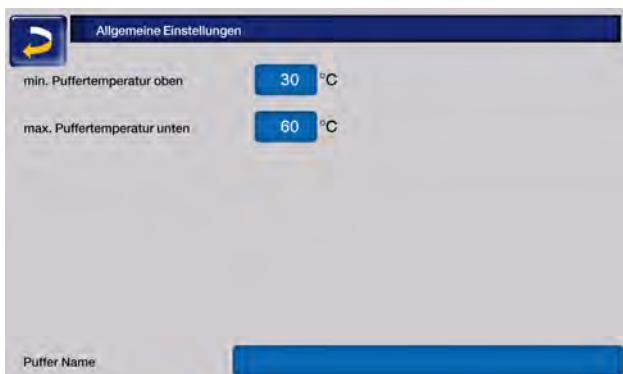 Allgemeine Einstellungen
min. Puffertemperatur oben 30 °C
max. Puffertemperatur unten 60 °C
Puffer Name